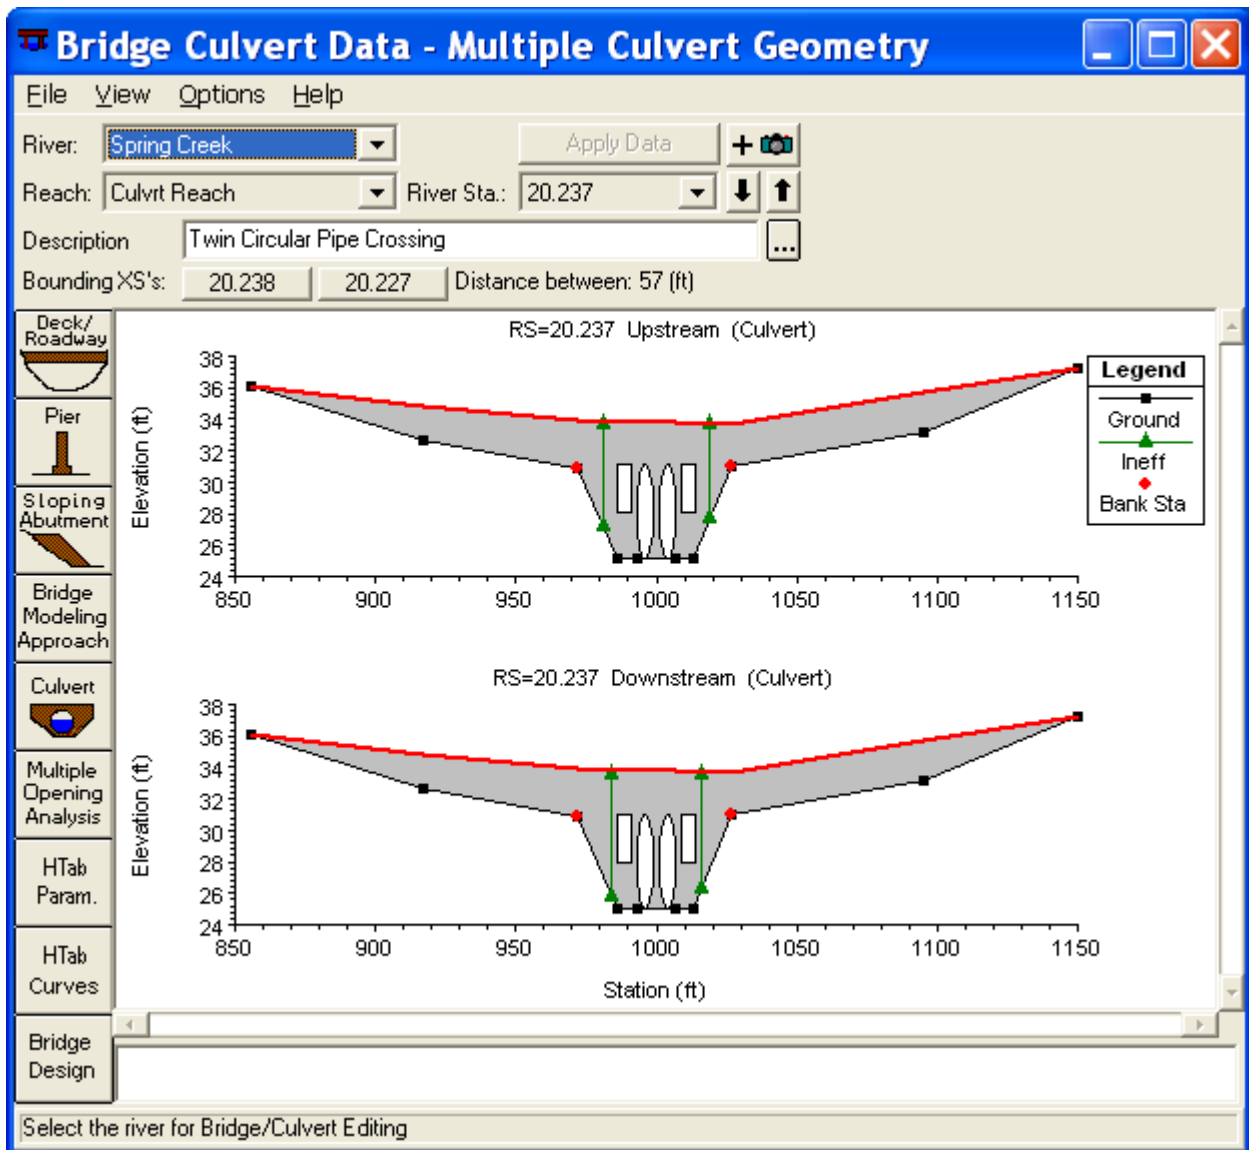 Bridge Culvert Data - Multiple Culvert Geometry
File View Options Help
River: Spring Creek Apply Data +
Reach: Culvrt Reach River Sta.: 20.237
Description Twin Circular Pipe Crossing ...
Bounding XS's: 20.238 20.227 Distance between: 57 (ft)
Deck/
Roadway
Pier
Sloping
Abutment
Bridge
Modeling
Approach
Culvert
Multiple
Opening
Analysis
HTab
Param.
HTab
Curves
Bridge
Design
RS=20.237 Upstream (Culvert)
38
36
34
32
30
28
26
24
Elevation (ft)
850 900 950 1000 1050 1100 1150
Legend
Ground
Ineff
Bank Sta
RS=20.237 Downstream (Culvert)
38
36
34
32
30
28
26
24
Elevation (ft)
850 900 950 1000 1050 1100 1150
Station (ft)
Select the river for Bridge/Culvert Editing